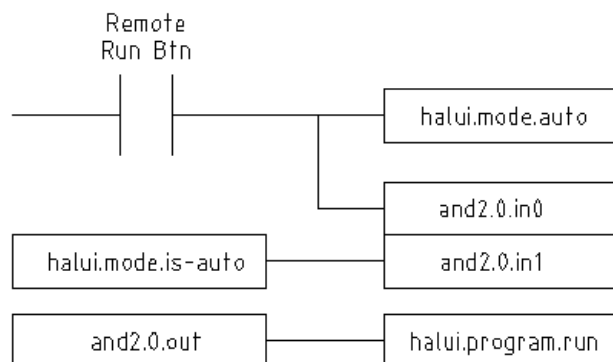 Remote
Run Btn
halui.mode.auto
and2.0.in0
halui.mode.is-auto
and2.0.in1
and2.0.out
halui.program.run